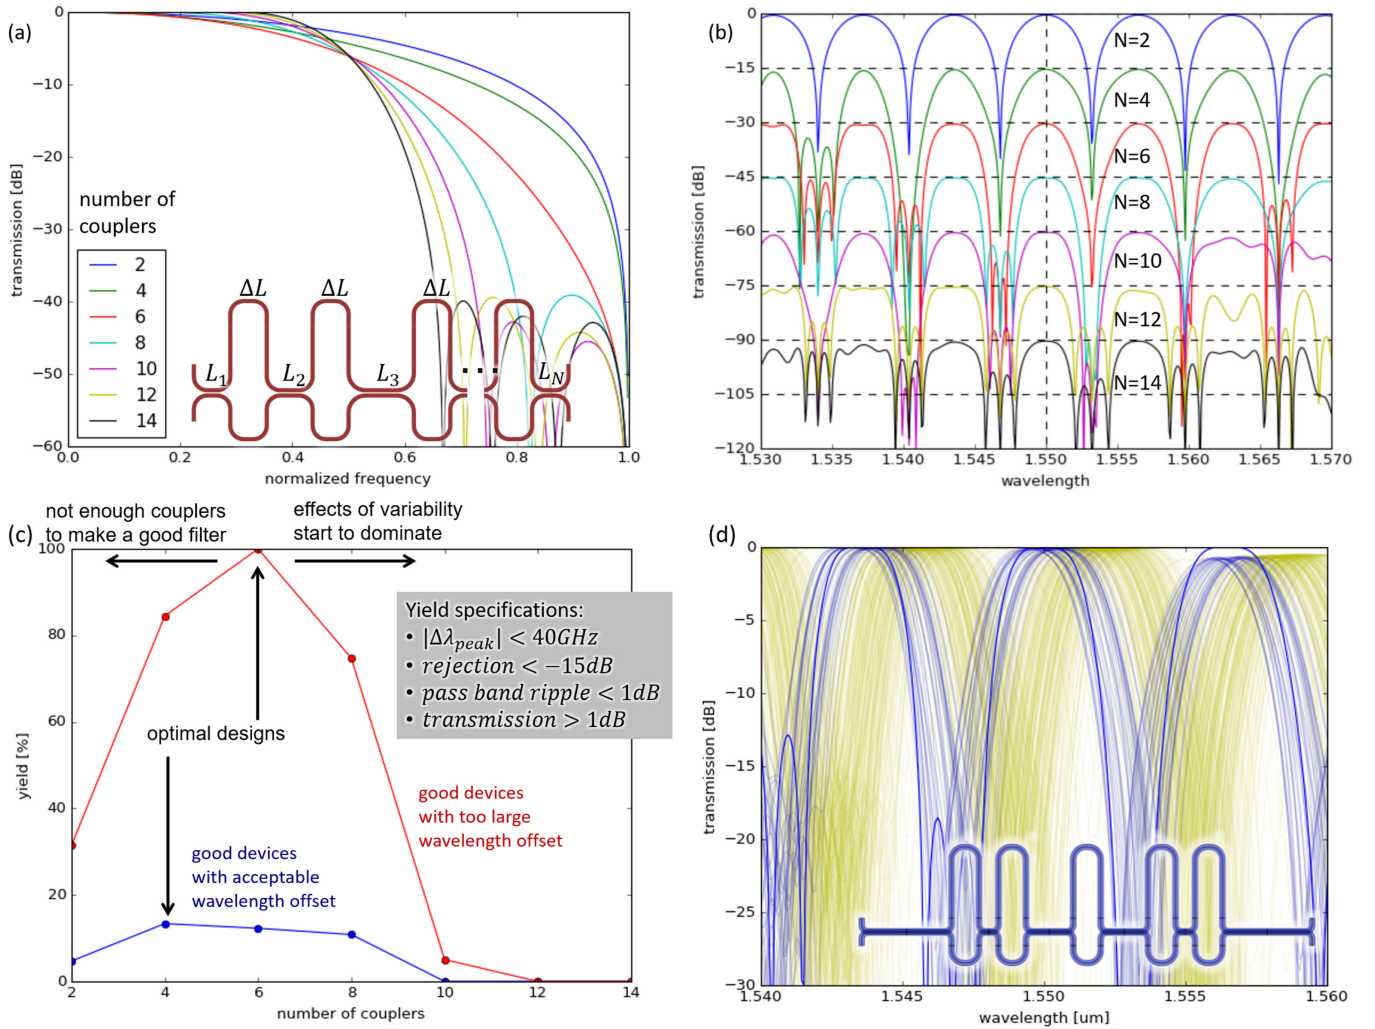 (a)
0
−10
−20
−30
−40
−50
−60
transmission [dB]
number of
couplers
2
4
6
8
10
12
14
ΔL ΔL ΔL
L1 L2 L3 ... LN
0.0 0.2 0.4 0.6 0.8 1.0
normalized frequency
(b)
0
−15
−30
−45
−60
−75
−90
−105
−120
transmission [dB]
N=2
N=4
N=6
N=8
N=10
N=12
N=14
1.530 1.535 1.540 1.545 1.550 1.555 1.560 1.565 1.570
wavelength
(c)
not enough couplers
to make a good filter
effects of variability
start to dominate
100
80
60
40
20
0
yield [%]
Yield specifications:
• |Δλpeak| < 40GHz
• rejection < −15dB
• pass band ripple < 1dB
• transmission > 1dB
optimal designs
good devices
with too large
wavelength offset
good devices
with acceptable
wavelength offset
2 4 6 8 10 12 14
number of couplers
(d)
0
−5
−10
−15
−20
−25
−30
transmission [dB]
1.540 1.545 1.550 1.555 1.560
wavelength [um]